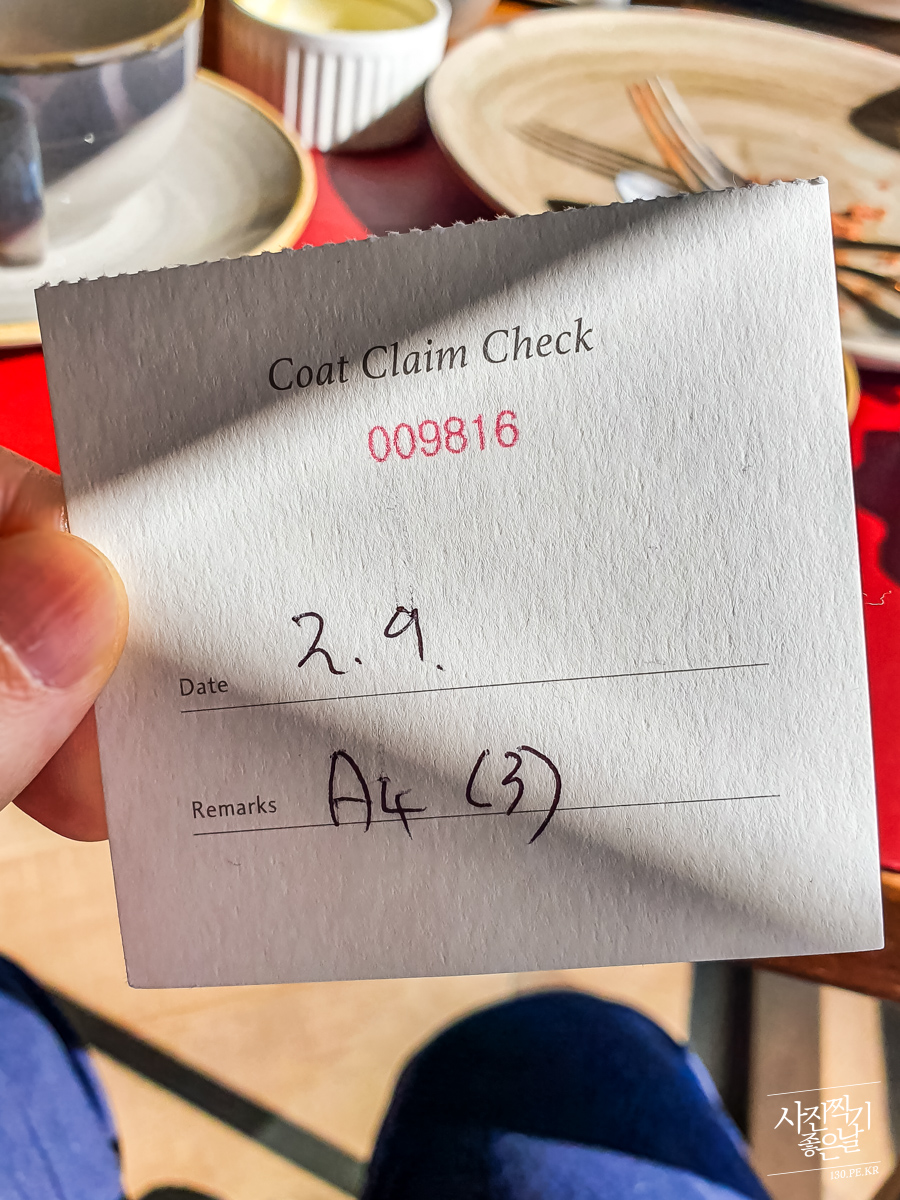 Coat Claim Check
009816
Date 2.9.
Remarks A4 (3)
사진찍기
좋은날
130.PE.KR